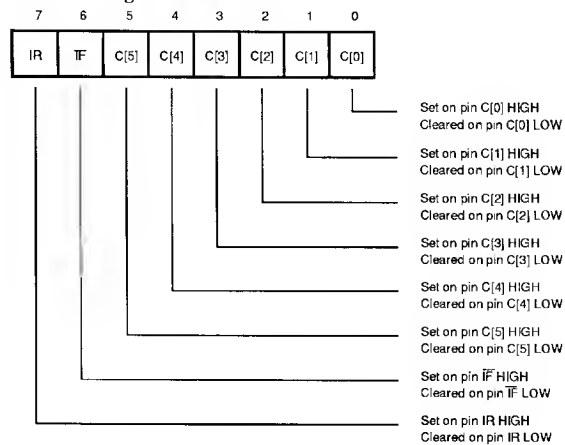 7 6 5 4 3 2 1 0
IR I̅F̅ C[5] C[4] C[3] C[2] C[1] C[0]
Set on pin C[0] HIGH
Cleared on pin C[0] LOW
Set on pin C[1] HIGH
Cleared on pin C[1] LOW
Set on pin C[2] HIGH
Cleared on pin C[2] LOW
Set on pin C[3] HIGH
Cleared on pin C[3] LOW
Set on pin C[4] HIGH
Cleared on pin C[4] LOW
Set on pin C[5] HIGH
Cleared on pin C[5] LOW
Set on pin I̅F̅ HIGH
Cleared on pin I̅F̅ LOW
Set on pin IR HIGH
Cleared on pin IR LOW